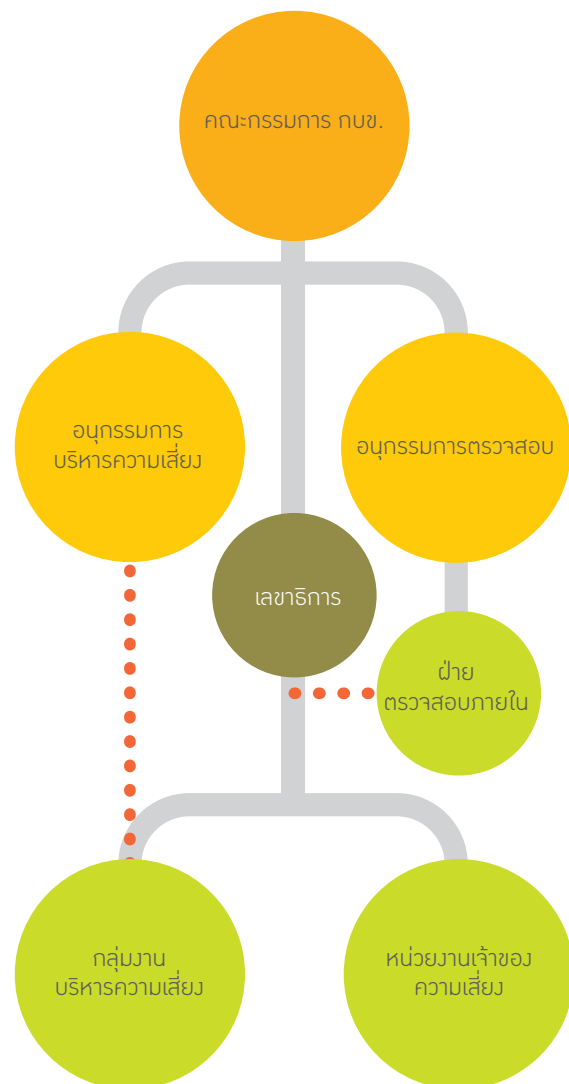 คณะกรรมการ กบข.
อนุกรรมการ
บริหารความเสี่ยง
อนุกรรมการตรวจสอบ
เลขาธิการ
ฝ่าย
ตรวจสอบภายใน
กลุ่มงาน
บริหารความเสี่ยง
หน่วยงานเจ้าของ
ความเสี่ยง